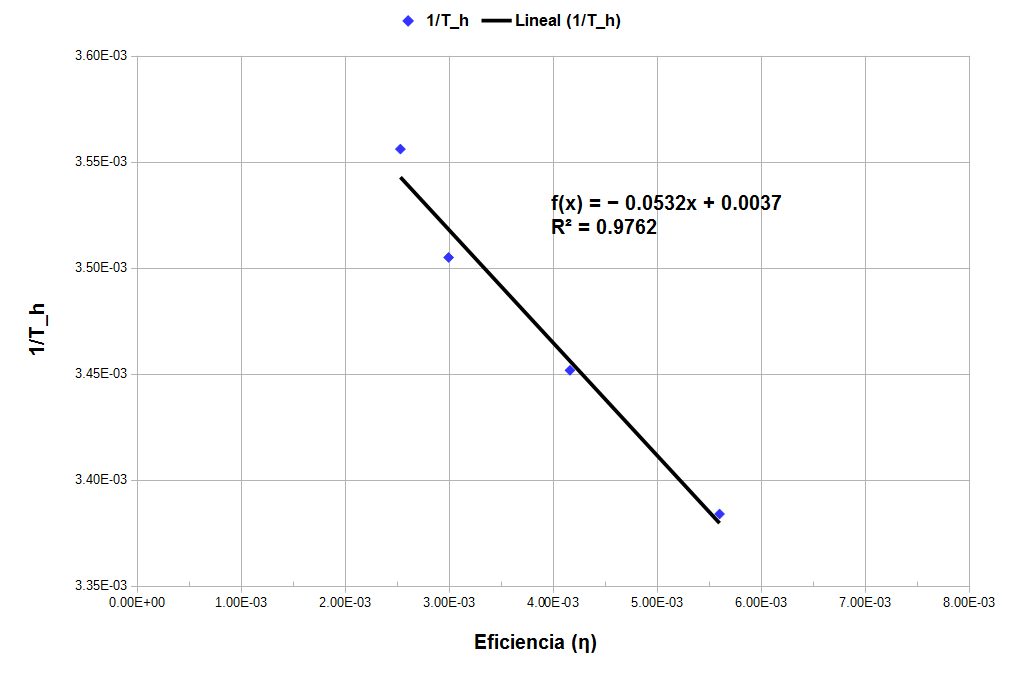 1/T_h Lineal (1/T_h)
3.60E-03
3.55E-03
f(x) = − 0.0532x + 0.0037
R² = 0.9762
3.50E-03
1/T_h
3.45E-03
3.40E-03
3.35E-03
0.00E+00 1.00E-03 2.00E-03 3.00E-03 4.00E-03 5.00E-03 6.00E-03 7.00E-03 8.00E-03
Eficiencia (η)